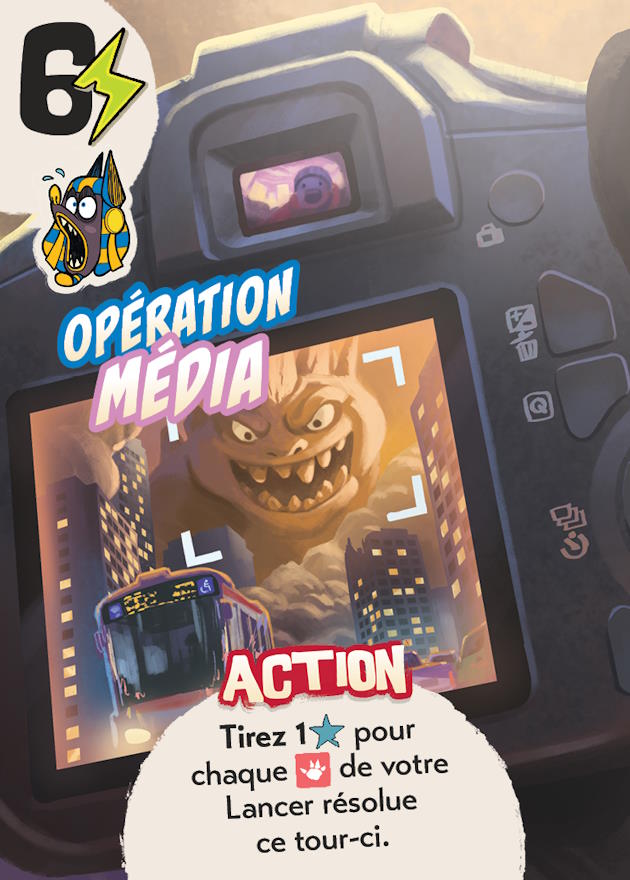 6
OPÉRATION
MÉDIA
Q
ACTION
Tirez 1 pour
chaque de votre
Lancer résolue
ce tour-ci.